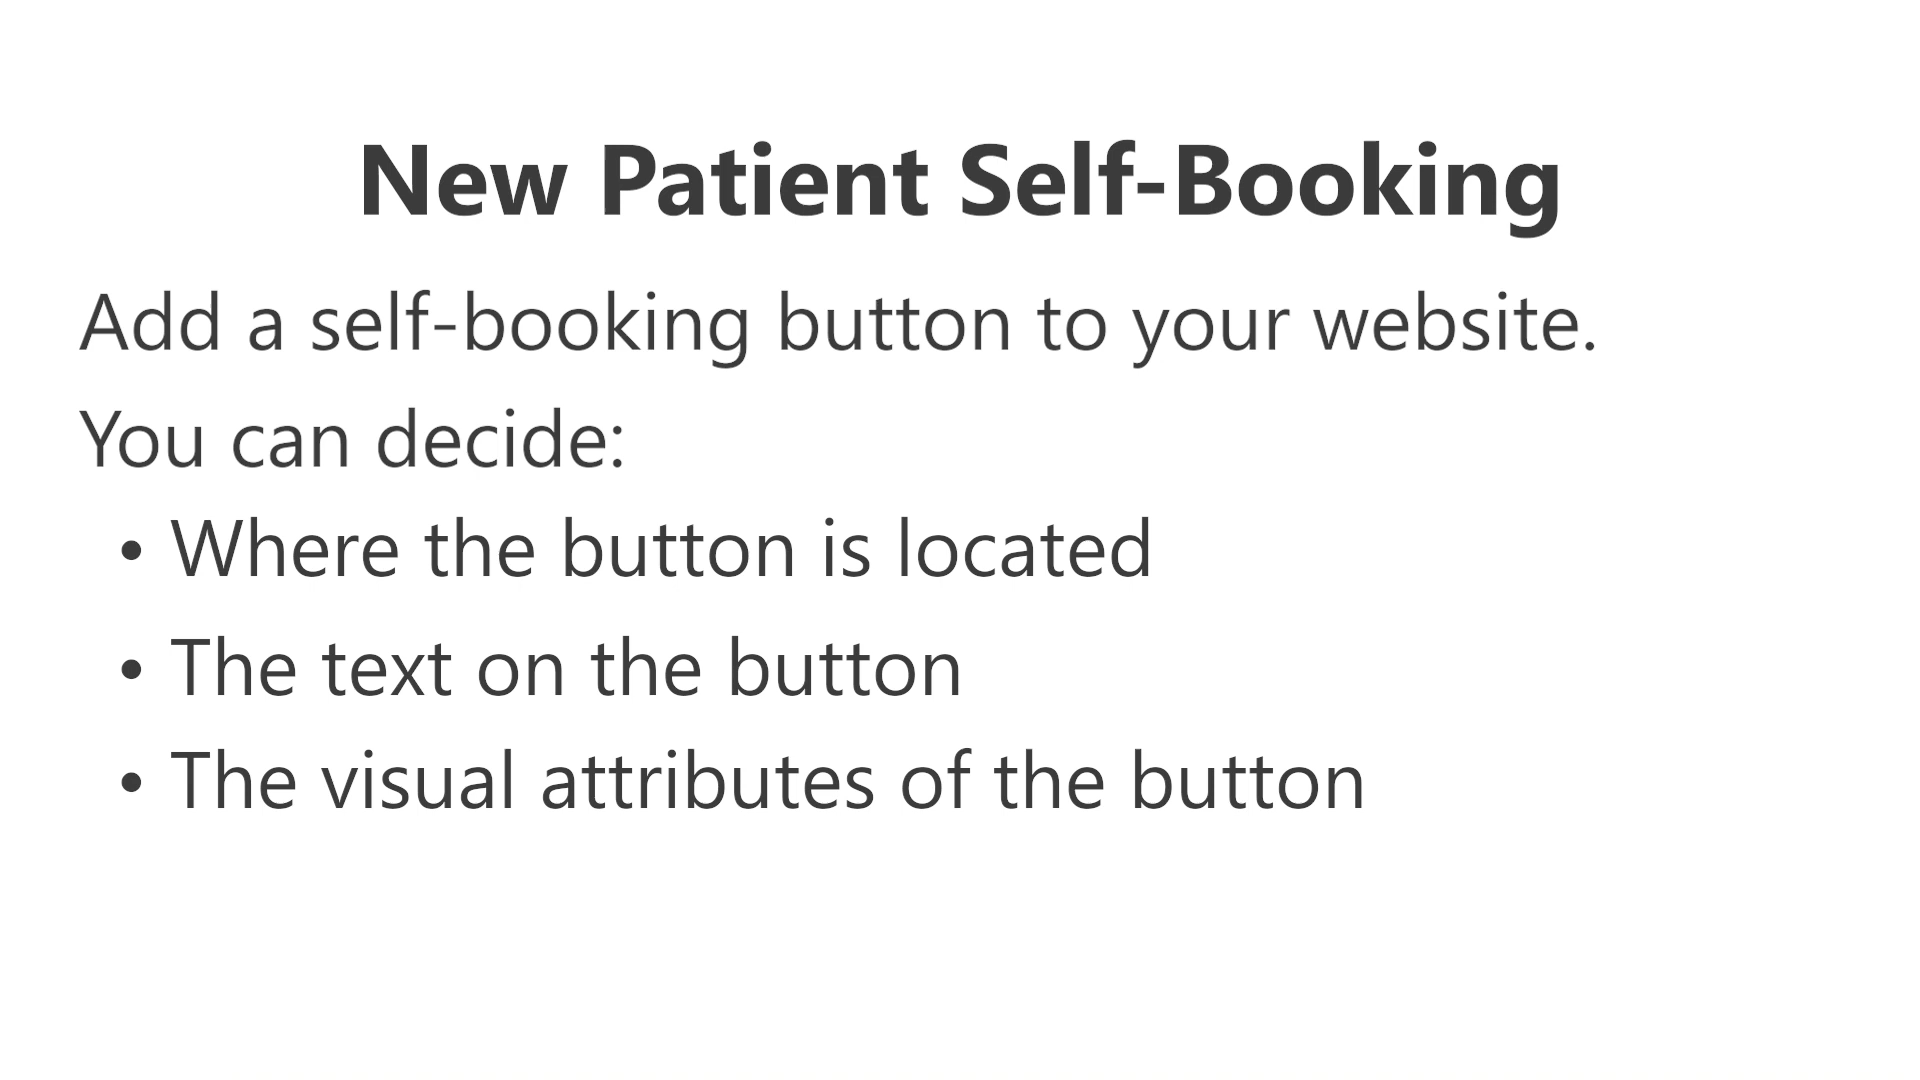 New Patient Self-Booking
Add a self-booking button to your website.
You can decide:
• Where the button is located
• The text on the button
• The visual attributes of the button